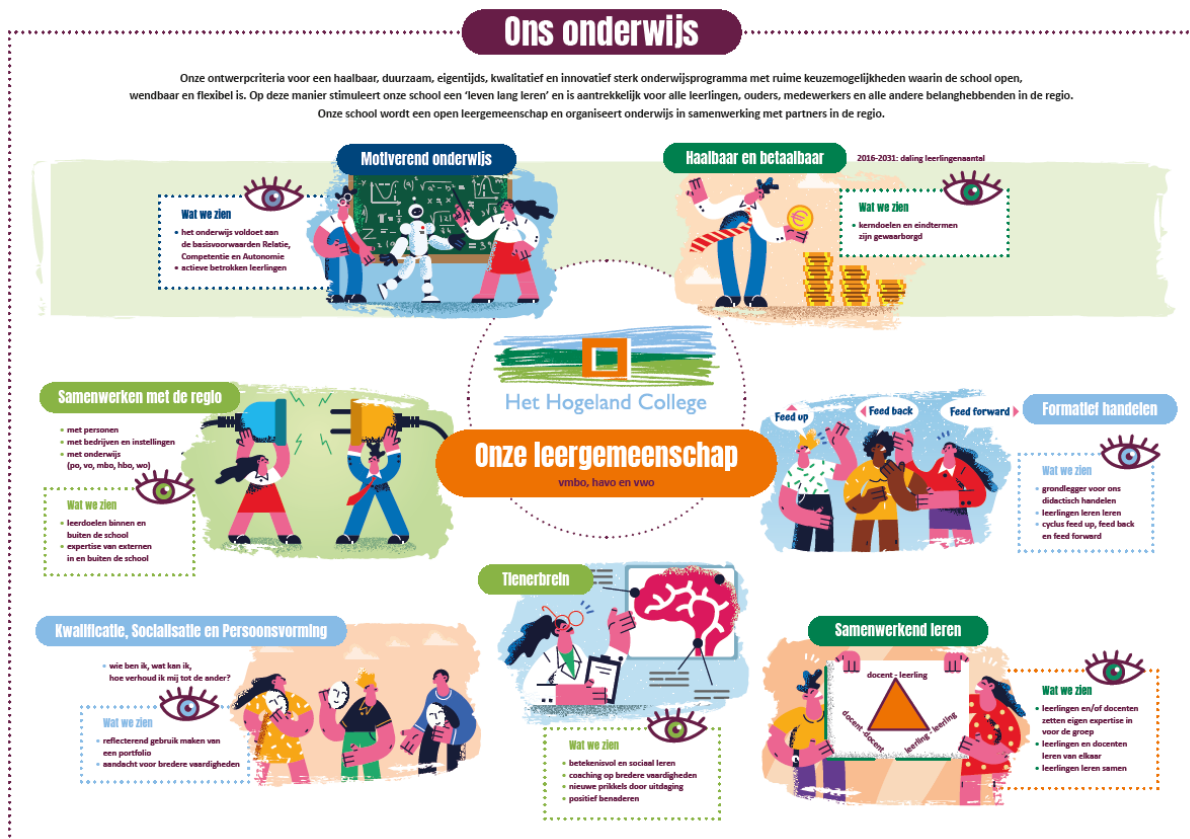 Ons onderwijs
Onze ontwerpcriteria voor een haalbaar, duurzaam, eigentijds, kwalitatief en innovatief sterk onderwijsprogramma met ruime keuzemogelijkheden waarin de school open,
wendbaar en flexibel is. Op deze manier stimuleert onze school een ‘leven lang leren’ en is aantrekkelijk voor alle leerlingen, ouders, medewerkers en alle andere belanghebbenden in de regio.
Onze school wordt een open leergemeenschap en organiseert onderwijs in samenwerking met partners in de regio.
Motiverend onderwijs
Wat we zien
• het onderwijs voldoet aan
de basisvoorwaarden Relatie,
Competentie en Autonomie
• actieve betrokken leerlingen
Haalbaar en betaalbaar
2016-2031: daling leerlingenaantal
€
Wat we zien
• kerndoelen en eindtermen
zijn gewaarborgd
Het Hogeland College
Onze leergemeenschap
vmbo, havo en vwo
Samenwerken met de regio
• met personen
• met bedrijven en instellingen
• met onderwijs
(po, vo, mbo, hbo, wo)
Wat we zien
• leerdoelen binnen en
buiten de school
• expertise van externen
in en buiten de school
Feed up
Feed back
Feed forward
Formatief handelen
Wat we zien
• grondlegger voor ons
didactisch handelen
• leerlingen leren leren
• cyclus feed up, feed back
en feed forward
Tienerbrein
Wat we zien
• betekenisvol en sociaal leren
• coaching op bredere vaardigheden
• nieuwe prikkels door uitdaging
• positief benaderen
Kwalificatie, Socialisatie en Persoonsvorming
• wie ben ik, wat kan ik,
hoe verhoud ik mij tot de ander?
Wat we zien
• reflecterend gebruik maken van
een portfolio
• aandacht voor bredere vaardigheden
Samenwerkend leren
docent - leerling
docent - docent
leerling - leerling
Wat we zien
• leerlingen en/of docenten
zetten eigen expertise in
voor de groep
• leerlingen en docenten
leren van elkaar
• leerlingen leren samen